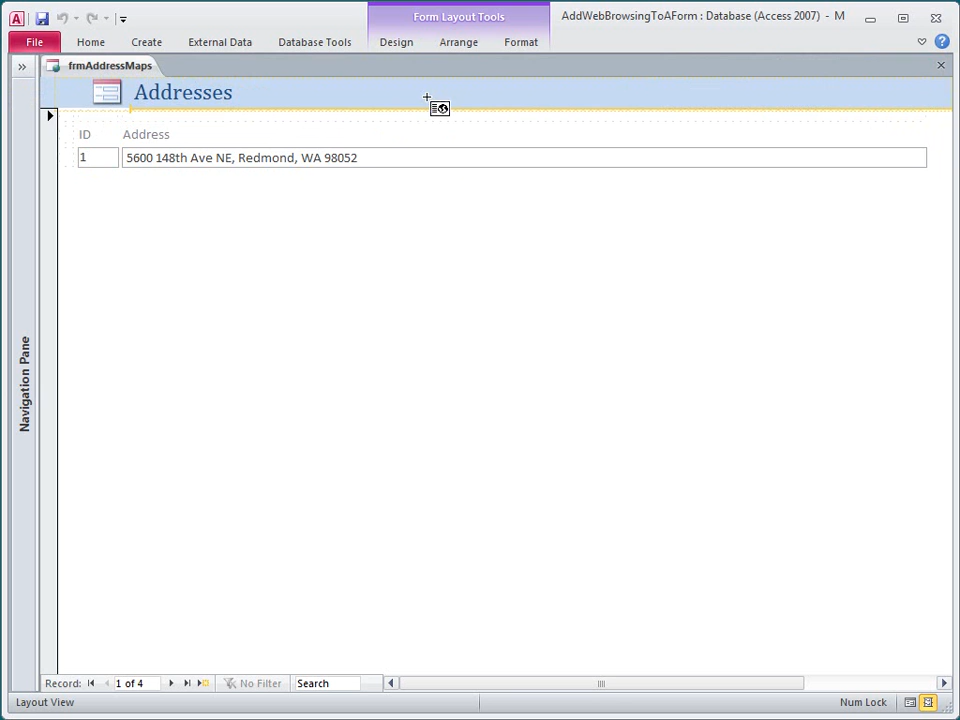 Form Layout Tools
AddWebBrowsingToAForm : Database (Access 2007) - M
File Home Create External Data Database Tools Design Arrange Format
frmAddressMaps
Addresses
ID Address
1 5600 148th Ave NE, Redmond, WA 98052
Navigation Pane
Record: 1 of 4 No Filter Search
Layout View Num Lock